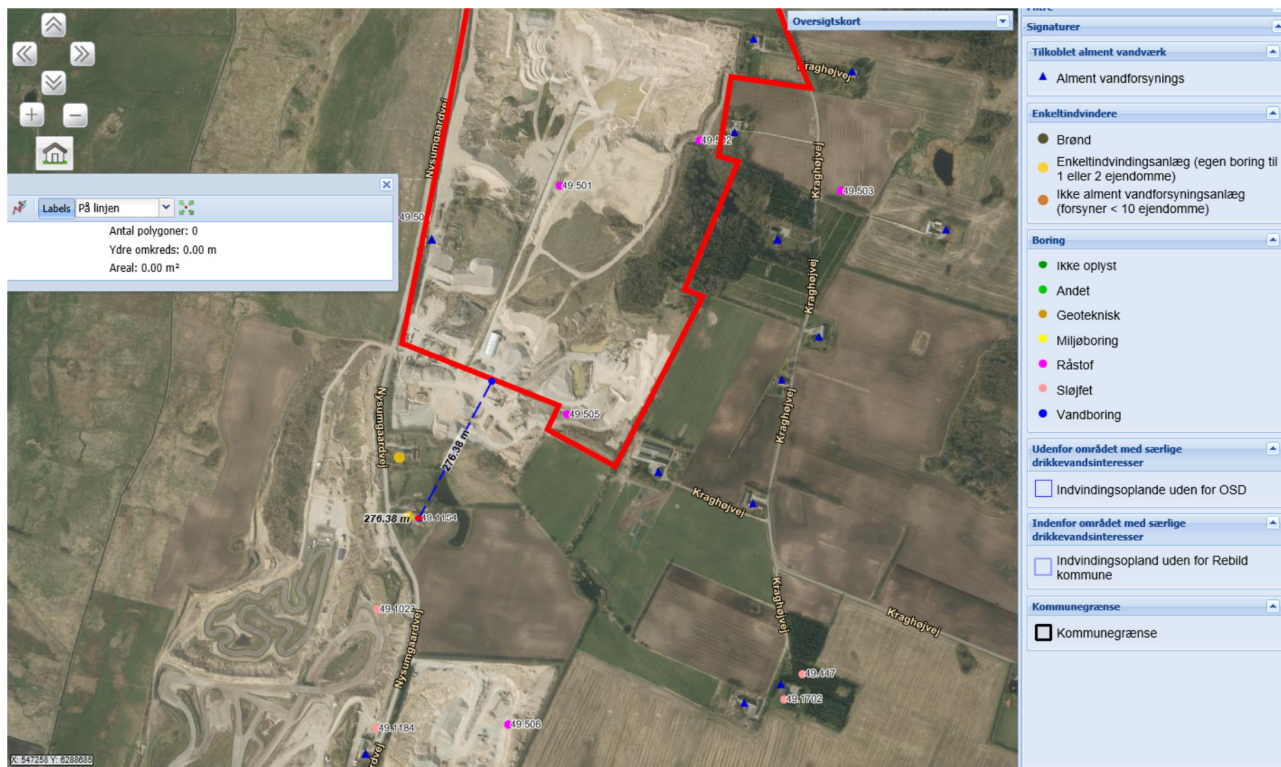 Oversigtskort
Filtre
Signaturer
Tilkoblet alment vandværk
Alment vandforsynings
Enkeltindvindere
Brønd
Enkeltindvindingsanlæg (egen boring til
1 eller 2 ejendomme)
Ikke alment vandforsyningsanlæg
(forsyner < 10 ejendomme)
Boring
Ikke oplyst
Andet
Geoteknisk
Miljøboring
Råstof
Sløjfet
Vandboring
Udenfor området med særlige
drikkevandsinteresser
Indvindingsoplande uden for OSD
Indenfor området med særlige
drikkevandsinteresser
Indvindingsopland uden for Rebild
kommune
Kommunegrænse
Kommunegrænse
Labels På linjen
Antal polygoner: 0
Ydre omkreds: 0.00 m
Areal: 0.00 m²
Kraghøjvej
Nysumgaardvej
49.502
49.501
Kraghøjvej
49.503
Kraghøjvej
Nysumgaardvej
Kraghøjvej
49.505
276.38 m
Kraghøjvej
276.38 m
49.1154
Kraghøjvej
49.1023
Kraghøjvej
Nysumgaardvej
49.447
49.1702
49.1184
49.506
X: 547258 Y: 6288685